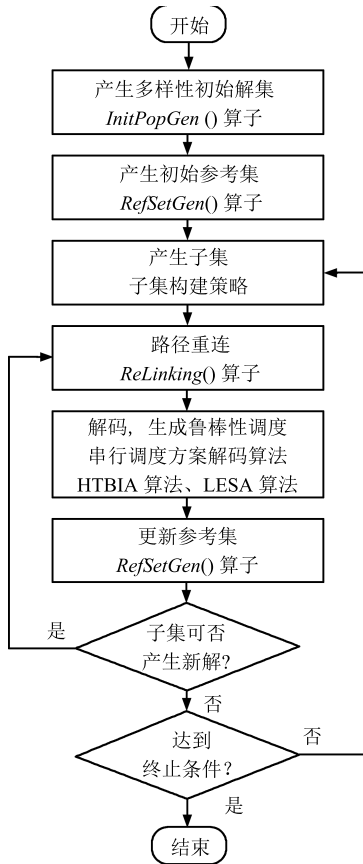 开始
产生多样性初始解集
InitPopGen () 算子
产生初始参考集
RefSetGen() 算子
产生子集
子集构建策略
路径重连
ReLinking() 算子
解码，生成鲁棒性调度
串行调度方案解码算法
HTBIA 算法、LESA 算法
更新参考集
RefSetGen() 算子
是
子集可否
产生新解?
否
达到
终止条件?
否
是
结束